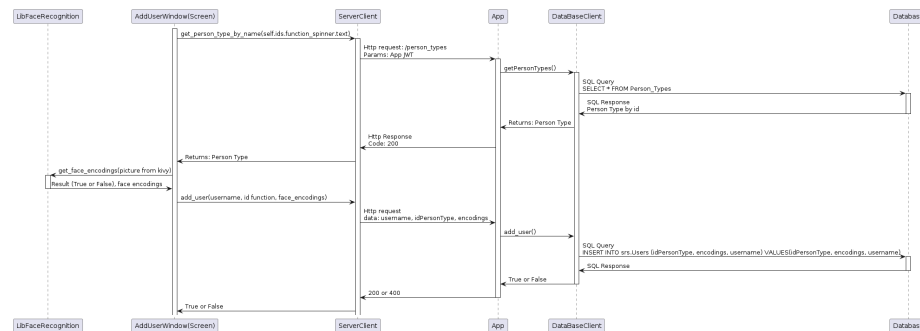 LibFaceRecognition
AddUserWindow(Screen)
ServerClient
App
DataBaseClient
Databas
get_person_type_by_name(self.ids.function_spinner.text)
Http request: /person_types
Params: App JWT
getPersonTypes()
SQL Query
SELECT * FROM Person_Types
SQL Response
Person Type by id
Returns: Person Type
Http Response
Code: 200
Returns: Person Type
get_face_encodings(picture from kivy)
Result (True or False), face encodings
add_user(username, id function, face_encodings)
Http request
data: username, idPersonType, encodings
add_user()
SQL Query
INSERT INTO srs.Users (idPersonType, encodings, username) VALUES(idPersonType, encodings, username)
SQL Response
True or False
200 or 400
True or False
LibFaceRecognition
AddUserWindow(Screen)
ServerClient
App
DataBaseClient
Databas